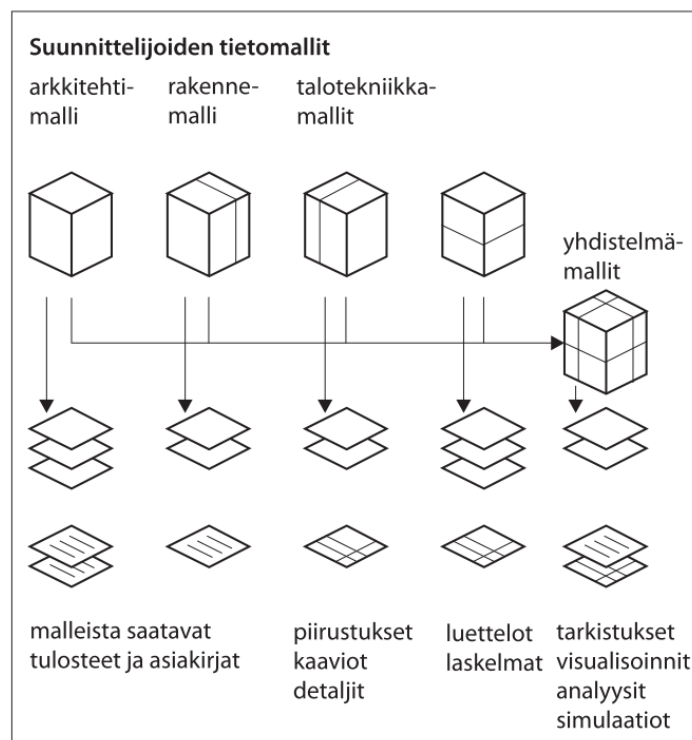 Suunnittelijoiden tietomallit
arkkitehti-
malli
rakenne-
malli
talotekniikka-
mallit
yhdistelmä-
mallit
malleista saatavat
tulosteet ja asiakirjat
piirustukset
kaaviot
detaljit
luettelot
laskelmat
tarkistukset
visualisoinnit
analyysit
simulaatiot